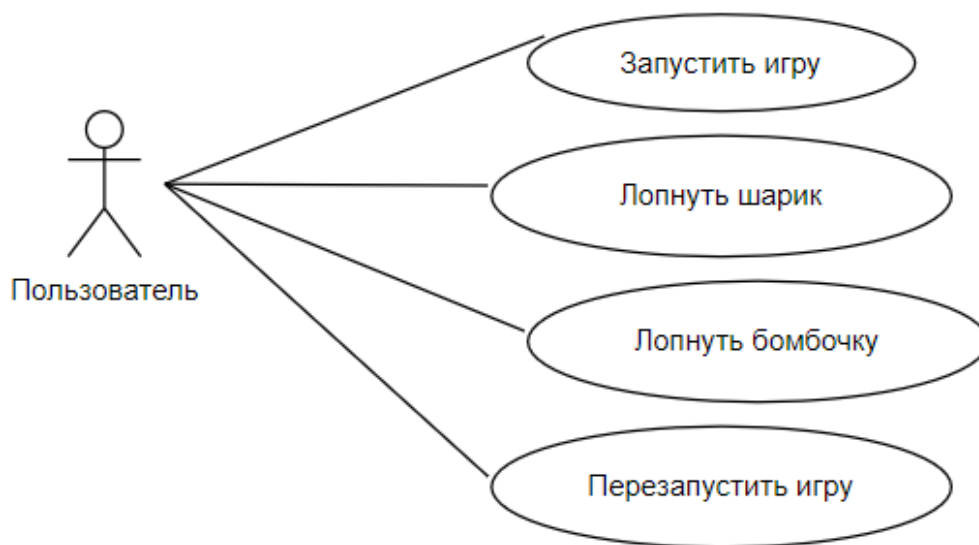 Запустить игру
Лопнуть шарик
Пользователь
Лопнуть бомбочку
Перезапустить игру